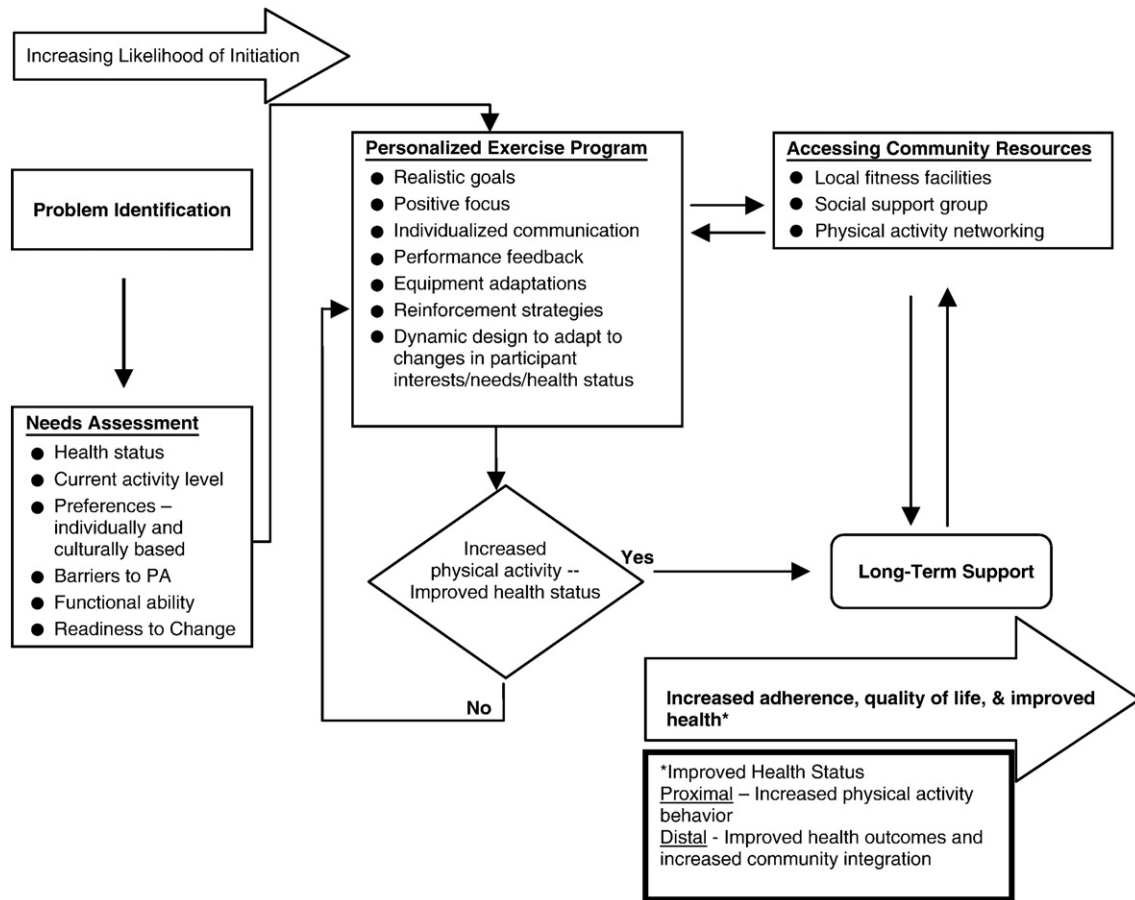 Increasing Likelihood of Initiation
Problem Identification
Needs Assessment
● Health status
● Current activity level
● Preferences –
individually and
culturally based
● Barriers to PA
● Functional ability
● Readiness to Change
Personalized Exercise Program
● Realistic goals
● Positive focus
● Individualized communication
● Performance feedback
● Equipment adaptations
● Reinforcement strategies
● Dynamic design to adapt to
changes in participant
interests/needs/health status
Accessing Community Resources
● Local fitness facilities
● Social support group
● Physical activity networking
Increased
physical activity --
Improved health status
Yes
No
Long-Term Support
Increased adherence, quality of life, & improved
health*
*Improved Health Status
Proximal – Increased physical activity
behavior
Distal - Improved health outcomes and
increased community integration